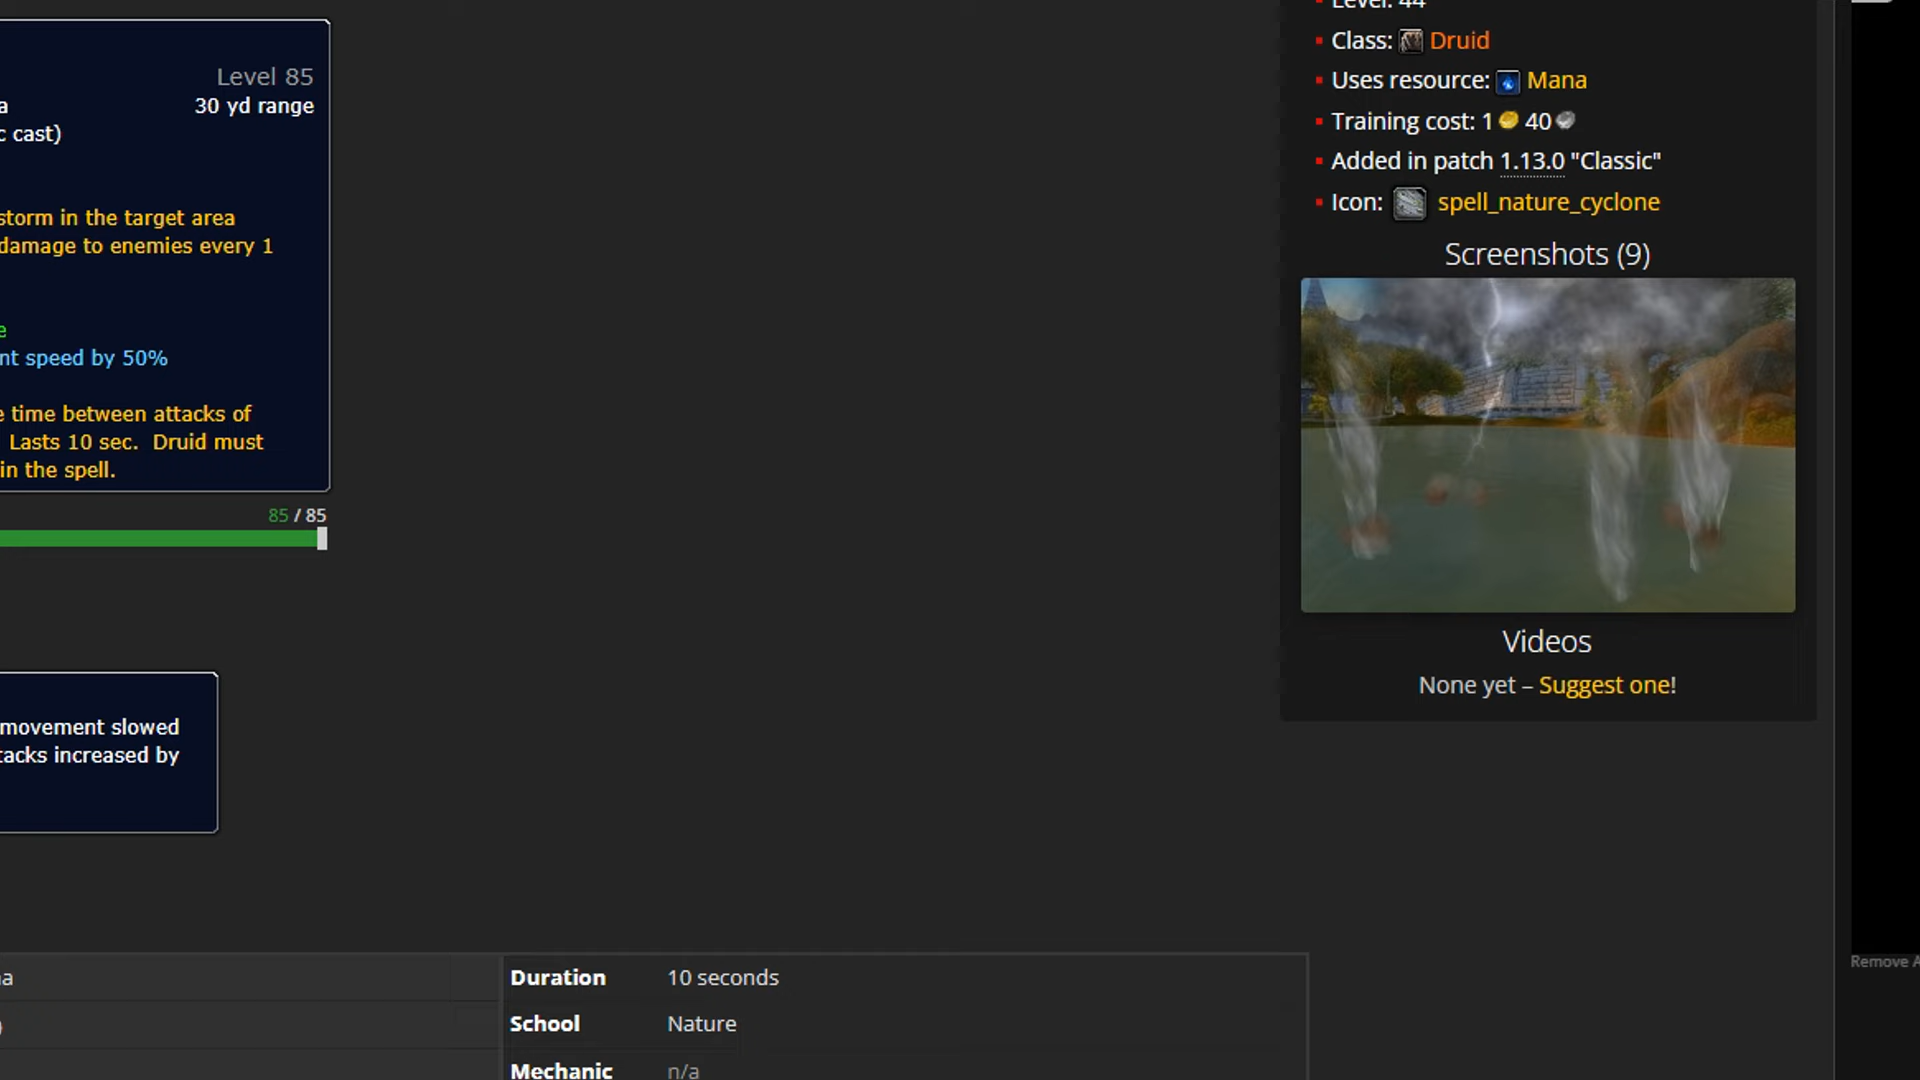 Level 85
a
30 yd range
c cast)
storm in the target area
damage to enemies every 1
e
nt speed by 50%
e time between attacks of
Lasts 10 sec. Druid must
in the spell.
85 / 85
movement slowed
tacks increased by
Level: 44
Class: Druid
Uses resource: Mana
Training cost: 1 40
Added in patch 1.13.0 "Classic"
Icon: spell_nature_cyclone
Screenshots (9)
Videos
None yet – Suggest one!
Remove A
na
)
Duration 10 seconds
School Nature
Mechanic n/a